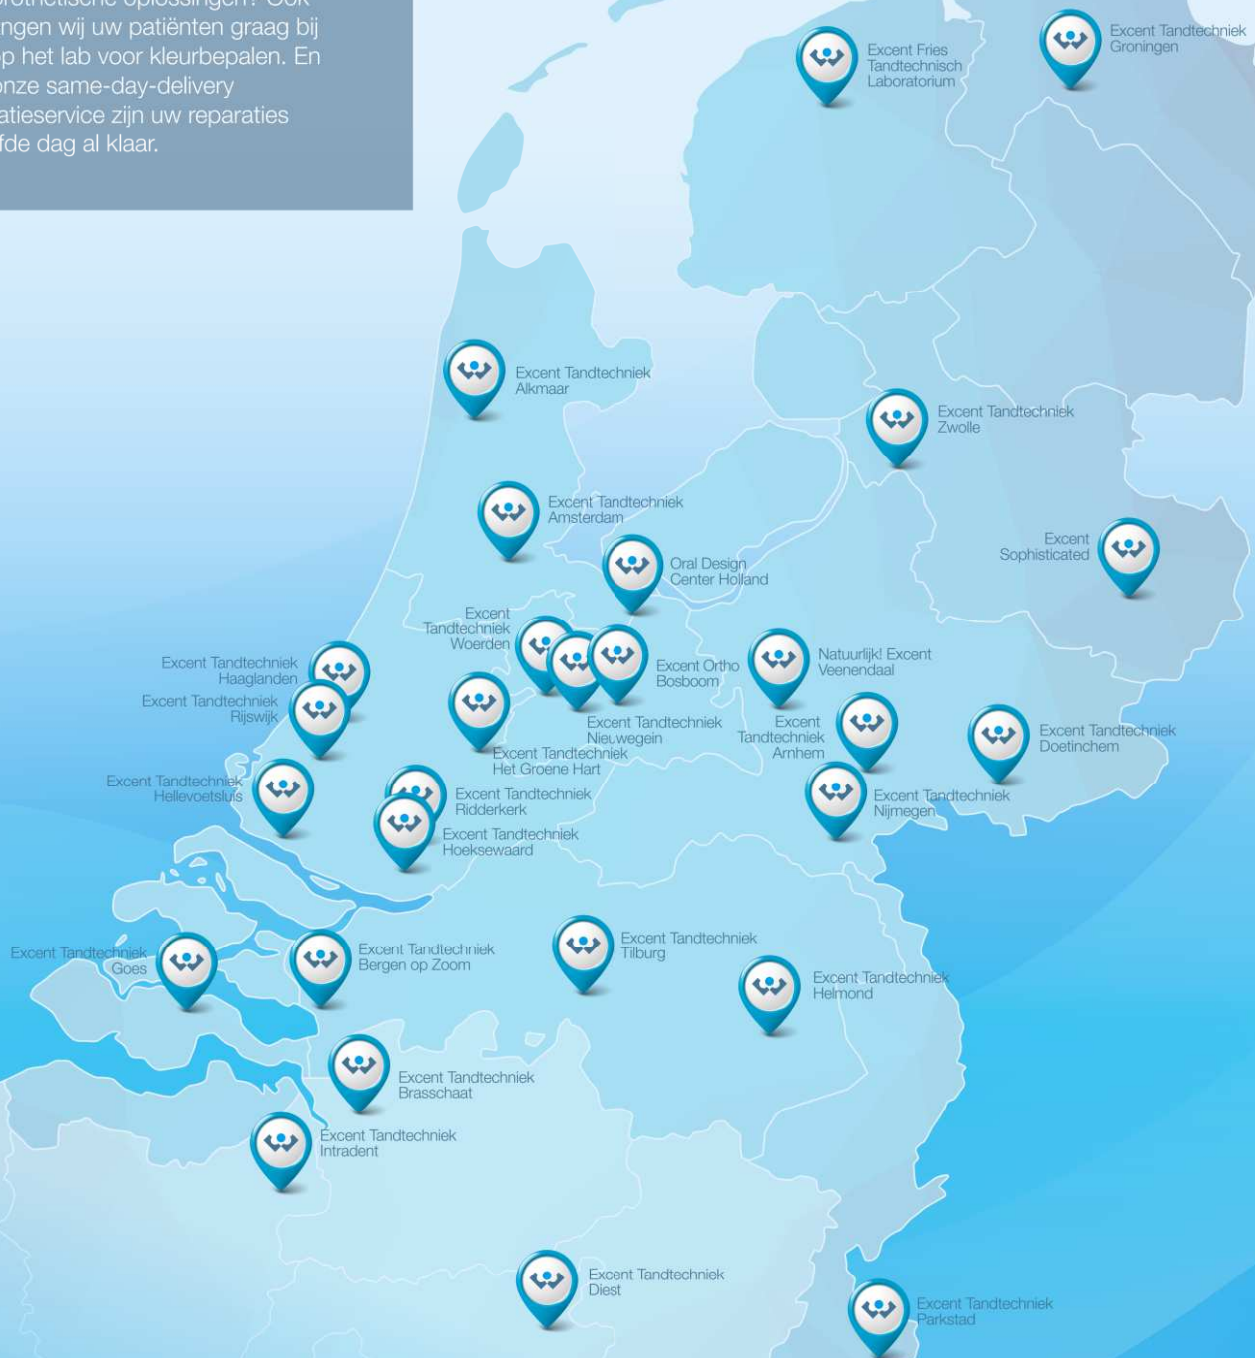 ngen wij uw patiënten graag bij
op het lab voor kleurbepalen. En
onze same-day-delivery
atieservice zijn uw reparaties
fde dag al klaar.
Excent Fries
Tandtechnisch
Laboratorium
Excent Tandtechniek
Groningen
Excent Tandtechniek
Alkmaar
Excent Tandtechniek
Zwolle
Excent Tandtechniek
Amsterdam
Excent
Sophisticated
Oral Design
Center Holland
Excent
Tandtechniek
Woerden
Excent Tandtechniek
Haaglanden
Excent Ortho
Bosboom
Natuurlijk! Excent
Veenendaal
Excent Tandtechniek
Rijswijk
Excent Tandtechniek
Nieuwegein
Excent
Tandtechniek
Arnhem
Excent Tandtechniek
Doetinchem
Excent Tandtechniek
Het Groene Hart
Excent Tandtechniek
Hellevoetsluis
Excent Tandtechniek
Ridderkerk
Excent Tandtechniek
Nijmegen
Excent Tandtechniek
Hoeksewaard
Excent Tandtechniek
Goes
Excent Tandtechniek
Bergen op Zoom
Excent Tandtechniek
Tilburg
Excent Tandtechniek
Helmond
Excent Tandtechniek
Brasschaat
Excent Tandtechniek
Intradent
Excent Tandtechniek
Diest
Excent Tandtechniek
Parkstad